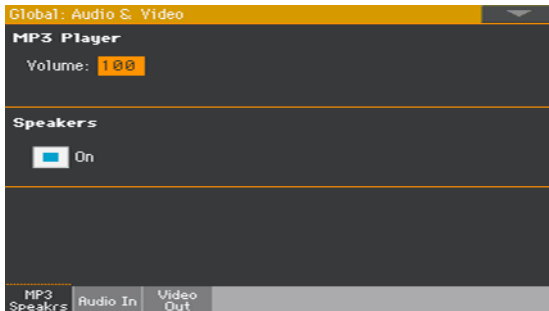 Global: Audio & Video
MP3 Player
Volume: 100
Speakers
On
MP3
Speakrs
Audio In
Video
Out